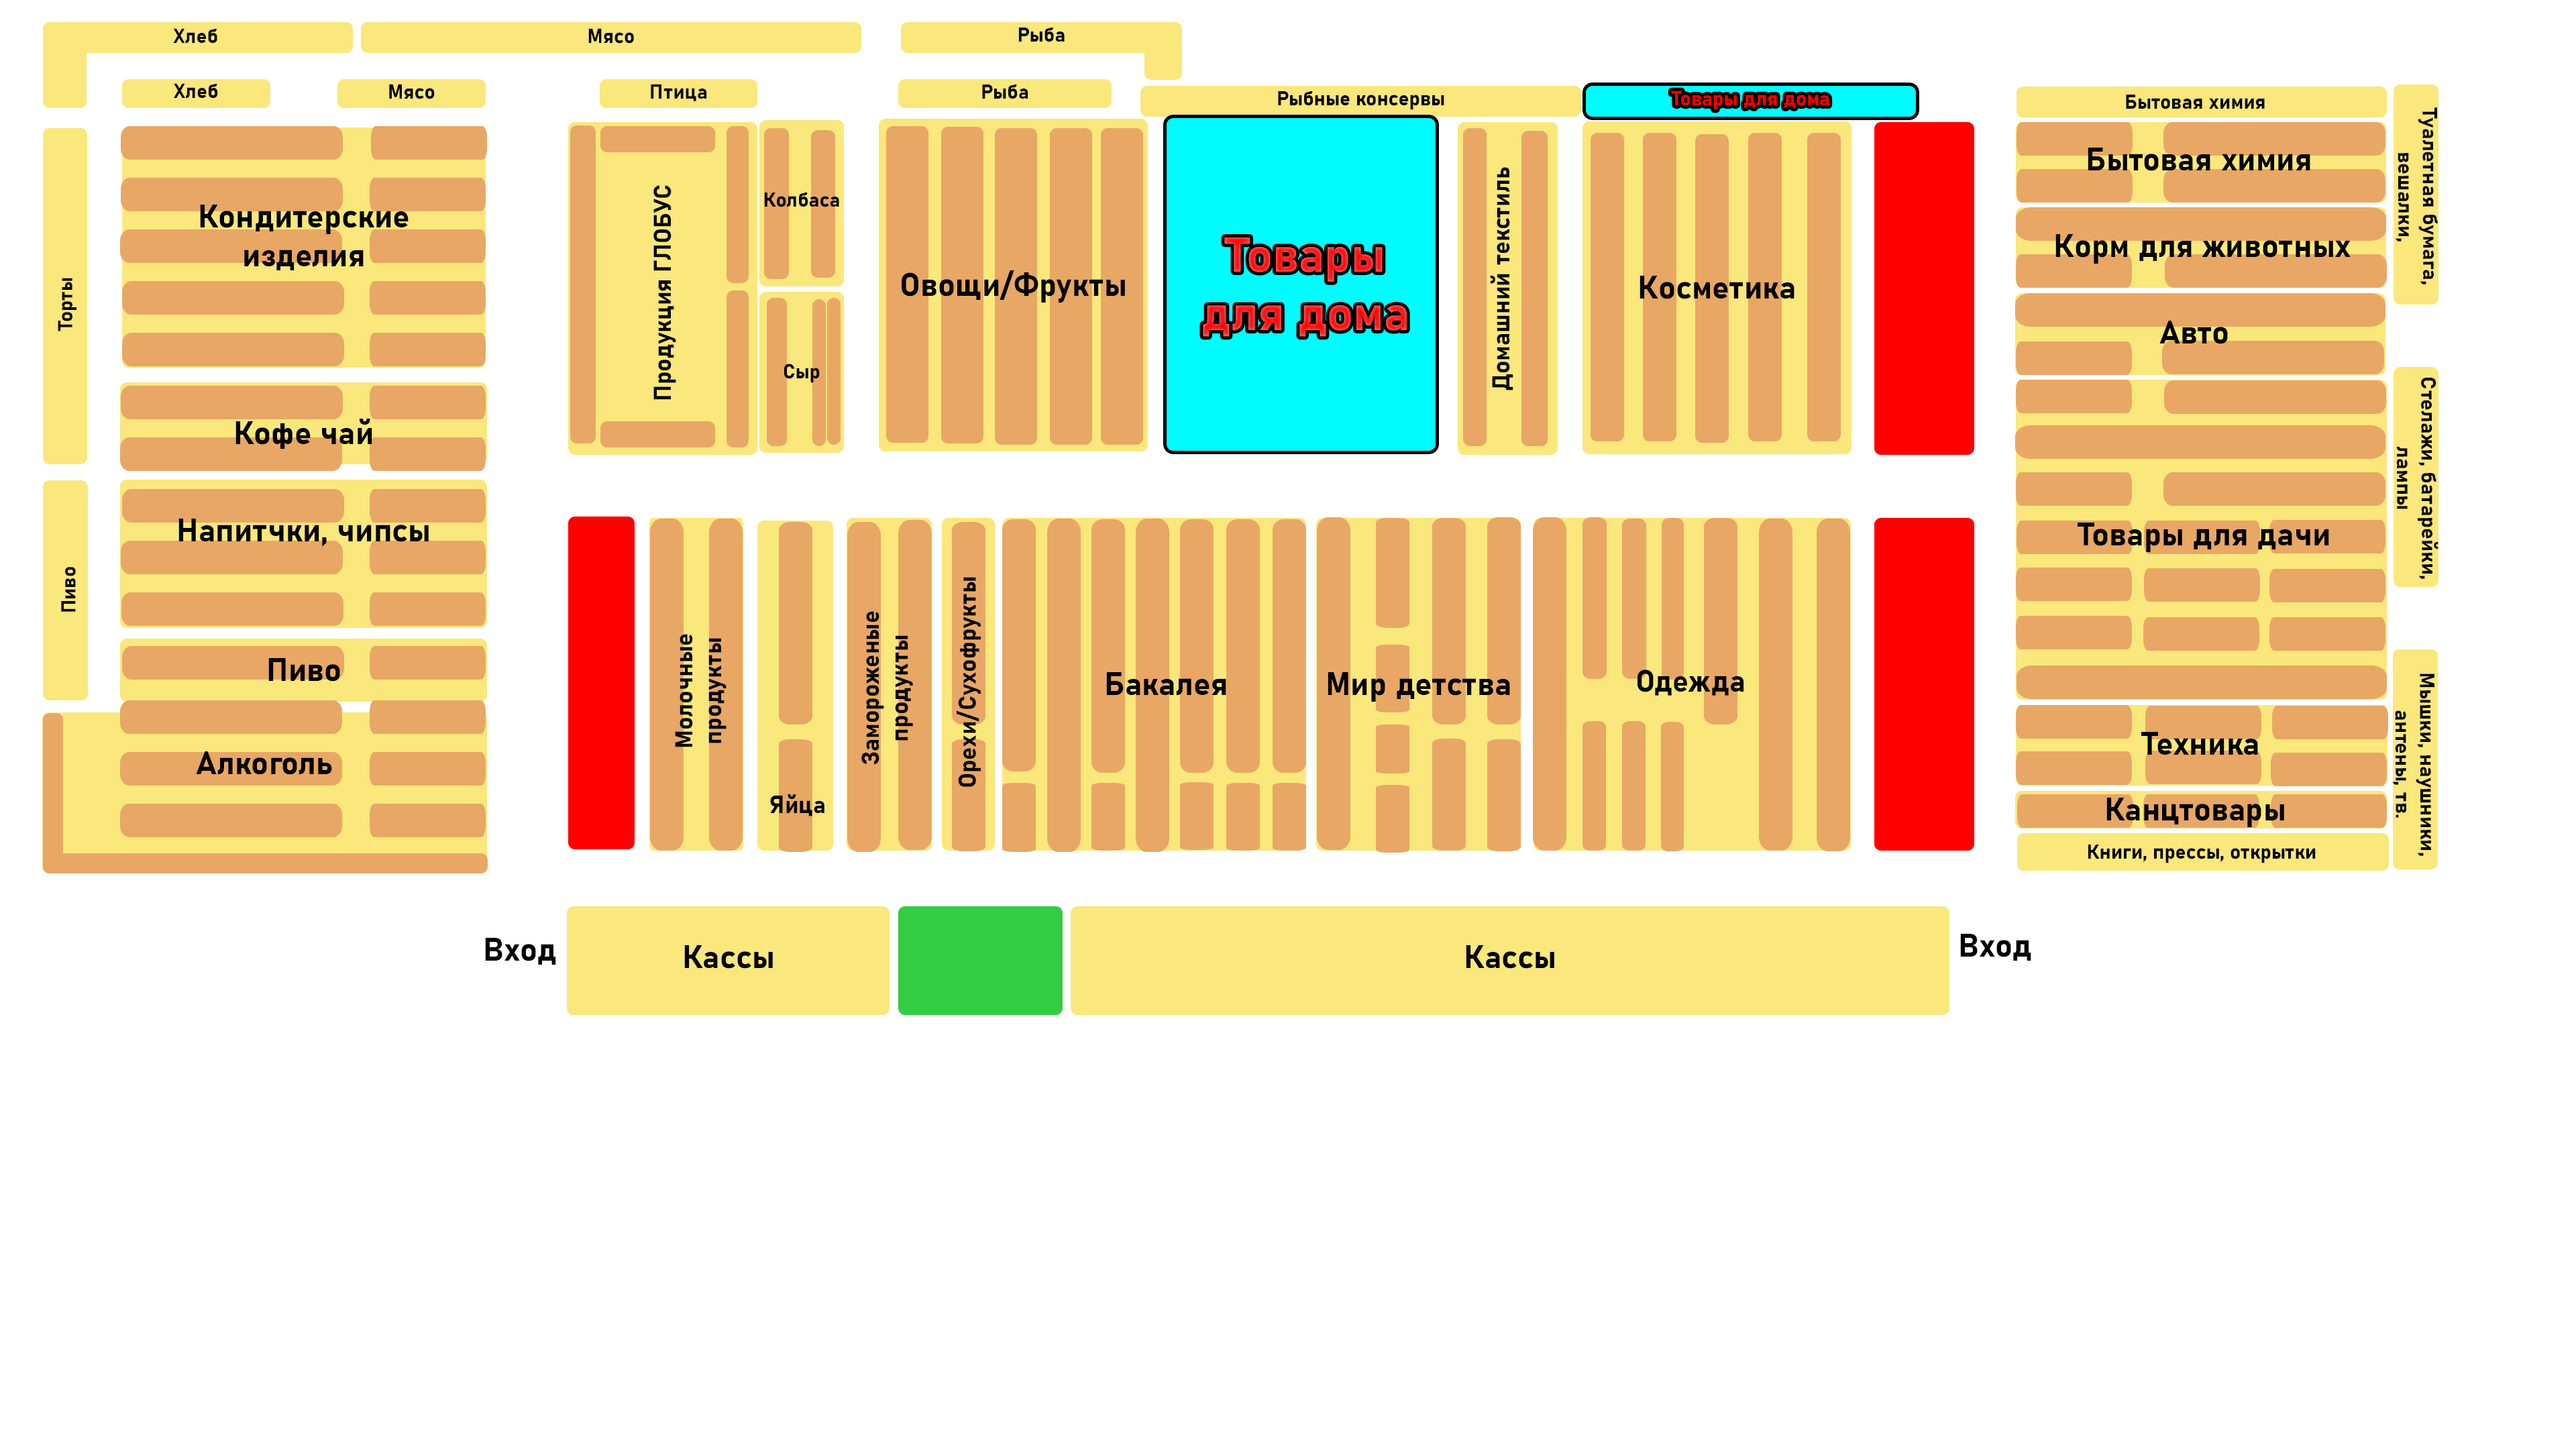 Хлеб
Мясо
Рыба
Хлеб
Мясо
Птица
Рыба
Рыбные консервы
Товары для дома
Бытовая химия
Туалетная бумага,
вешалки,
Торты
Кондитерские
изделия
Продукция ГЛОБУС
Колбаса
Сыр
Овощи/Фрукты
Товары
для дома
Домашний текстиль
Косметика
Бытовая химия
Корм для животных
Авто
Стелажи, батарейки,
лампы
Кофе чай
Напитчки, чипсы
Пиво
Пиво
Алкоголь
Молочные
продукты
Яйца
Замороженые
продукты
Орехи/Сухофрукты
Бакалея
Мир детства
Одежда
Товары для дачи
Техника
Канцтовары
Книги, прессы, открытки
Мышки, наушники,
антены, тв.
Вход
Кассы
Кассы
Вход